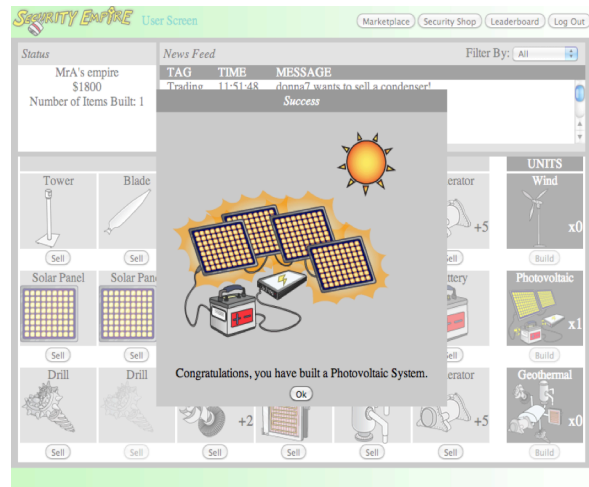 Security Empire User Screen
Marketplace Security Shop Leaderboard Log Out
Status
MrA's empire
$1800
Number of Items Built: 1
News Feed Filter By: All
TAG TIME MESSAGE
Trading 11:51:48 donna7 wants to sell a condenser!
Success
Congratulations, you have built a Photovoltaic System.
Ok
UNITS
Tower Blade Wind
+5 x0
Sell Sell Sell Build
Solar Panel Photovoltaic
x1
Sell Sell Build
Drill Drill Geothermal
+2 +5 x0
Sell Sell Sell Sell Sell Sell Build